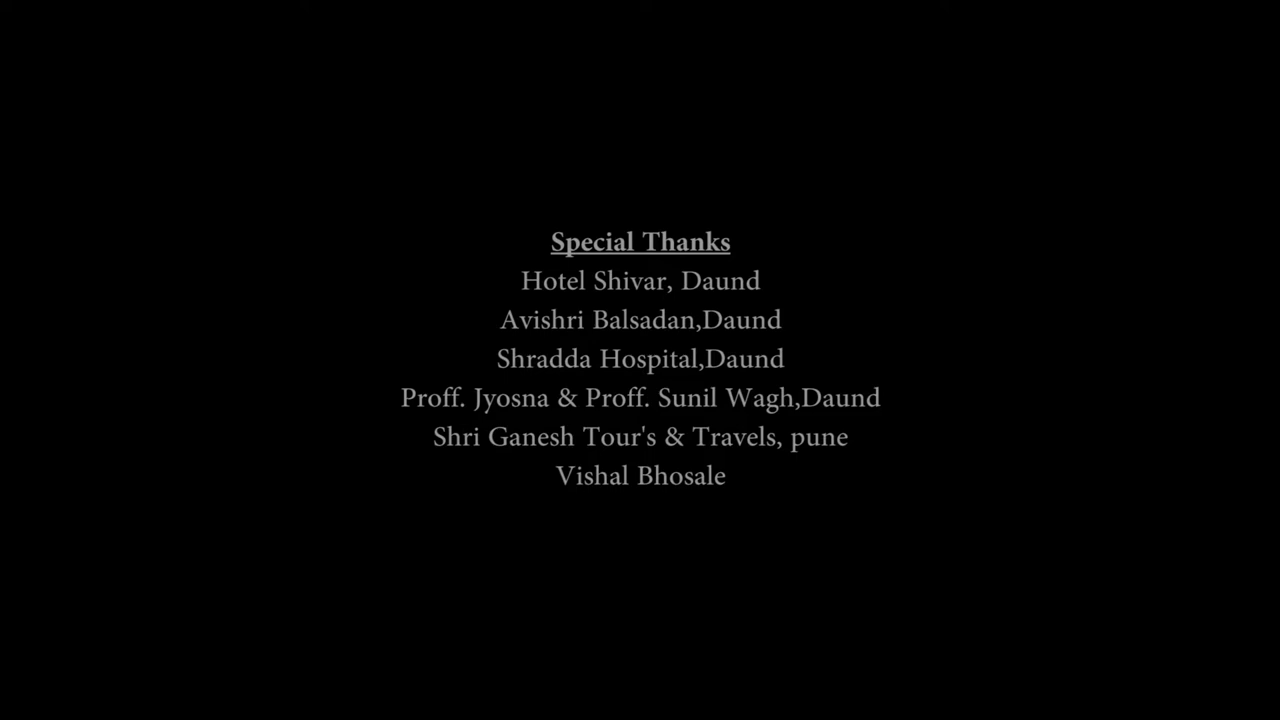 Special Thanks
Hotel Shivar, Daund
Avishri Balsadan,Daund
Shradda Hospital,Daund
Proff. Jyosna & Proff. Sunil Wagh,Daund
Shri Ganesh Tour's & Travels, pune
Vishal Bhosale